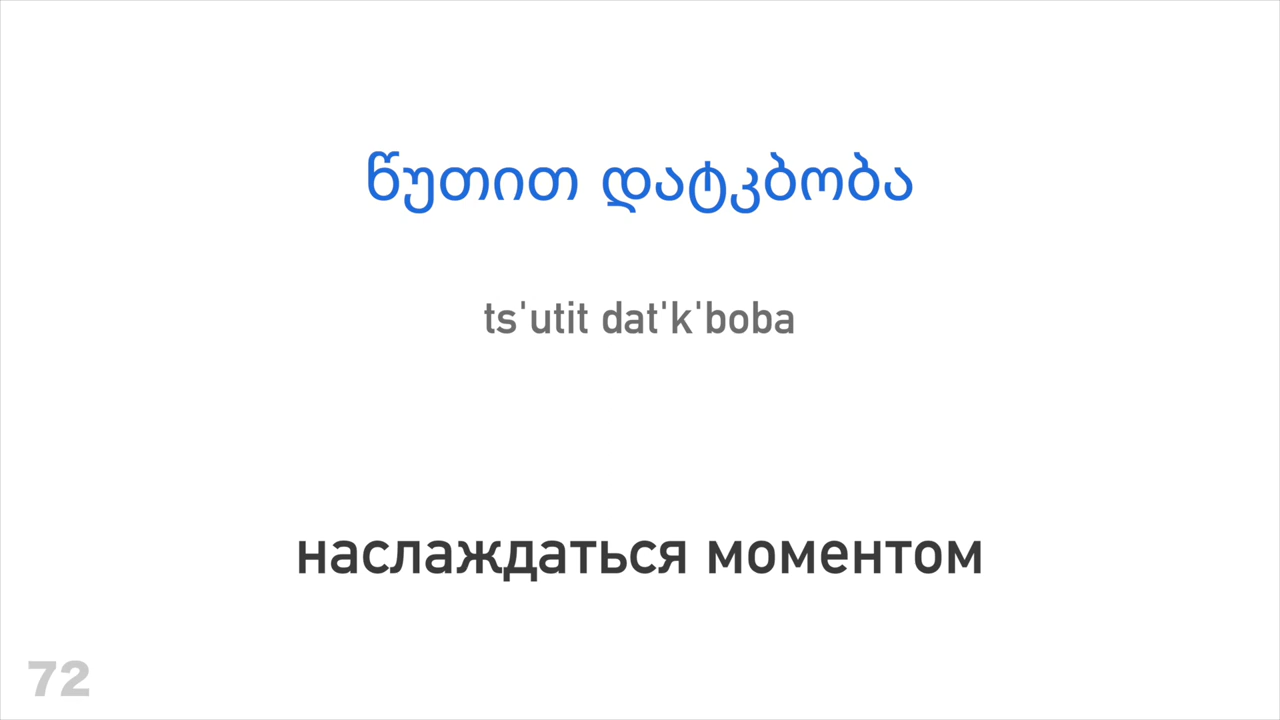 წუთით დატკბობა
ts'utit dat'k'boba
наслаждаться моментом
72